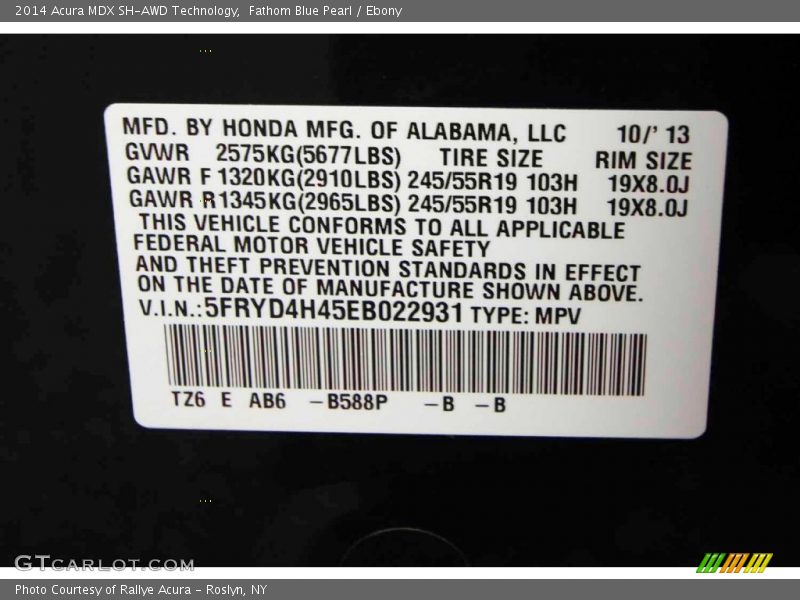 2014 Acura MDX SH-AWD Technology,  Fathom Blue Pearl / Ebony
MFD. BY HONDA MFG. OF ALABAMA, LLC 10/' 13
GVWR 2575KG(5677LBS) TIRE SIZE RIM SIZE
GAWR F 1320KG(2910LBS) 245/55R19 103H 19X8.0J
GAWR R1345KG(2965LBS) 245/55R19 103H 19X8.0J
THIS VEHICLE CONFORMS TO ALL APPLICABLE
FEDERAL MOTOR VEHICLE SAFETY
AND THEFT PREVENTION STANDARDS IN EFFECT
ON THE DATE OF MANUFACTURE SHOWN ABOVE.
V.I.N.:5FRYD4H45EB022931 TYPE: MPV
TZ6 E AB6 -B588P -B -B
GTCARLOT.COM
Photo Courtesy of Rallye Acura - Roslyn, NY